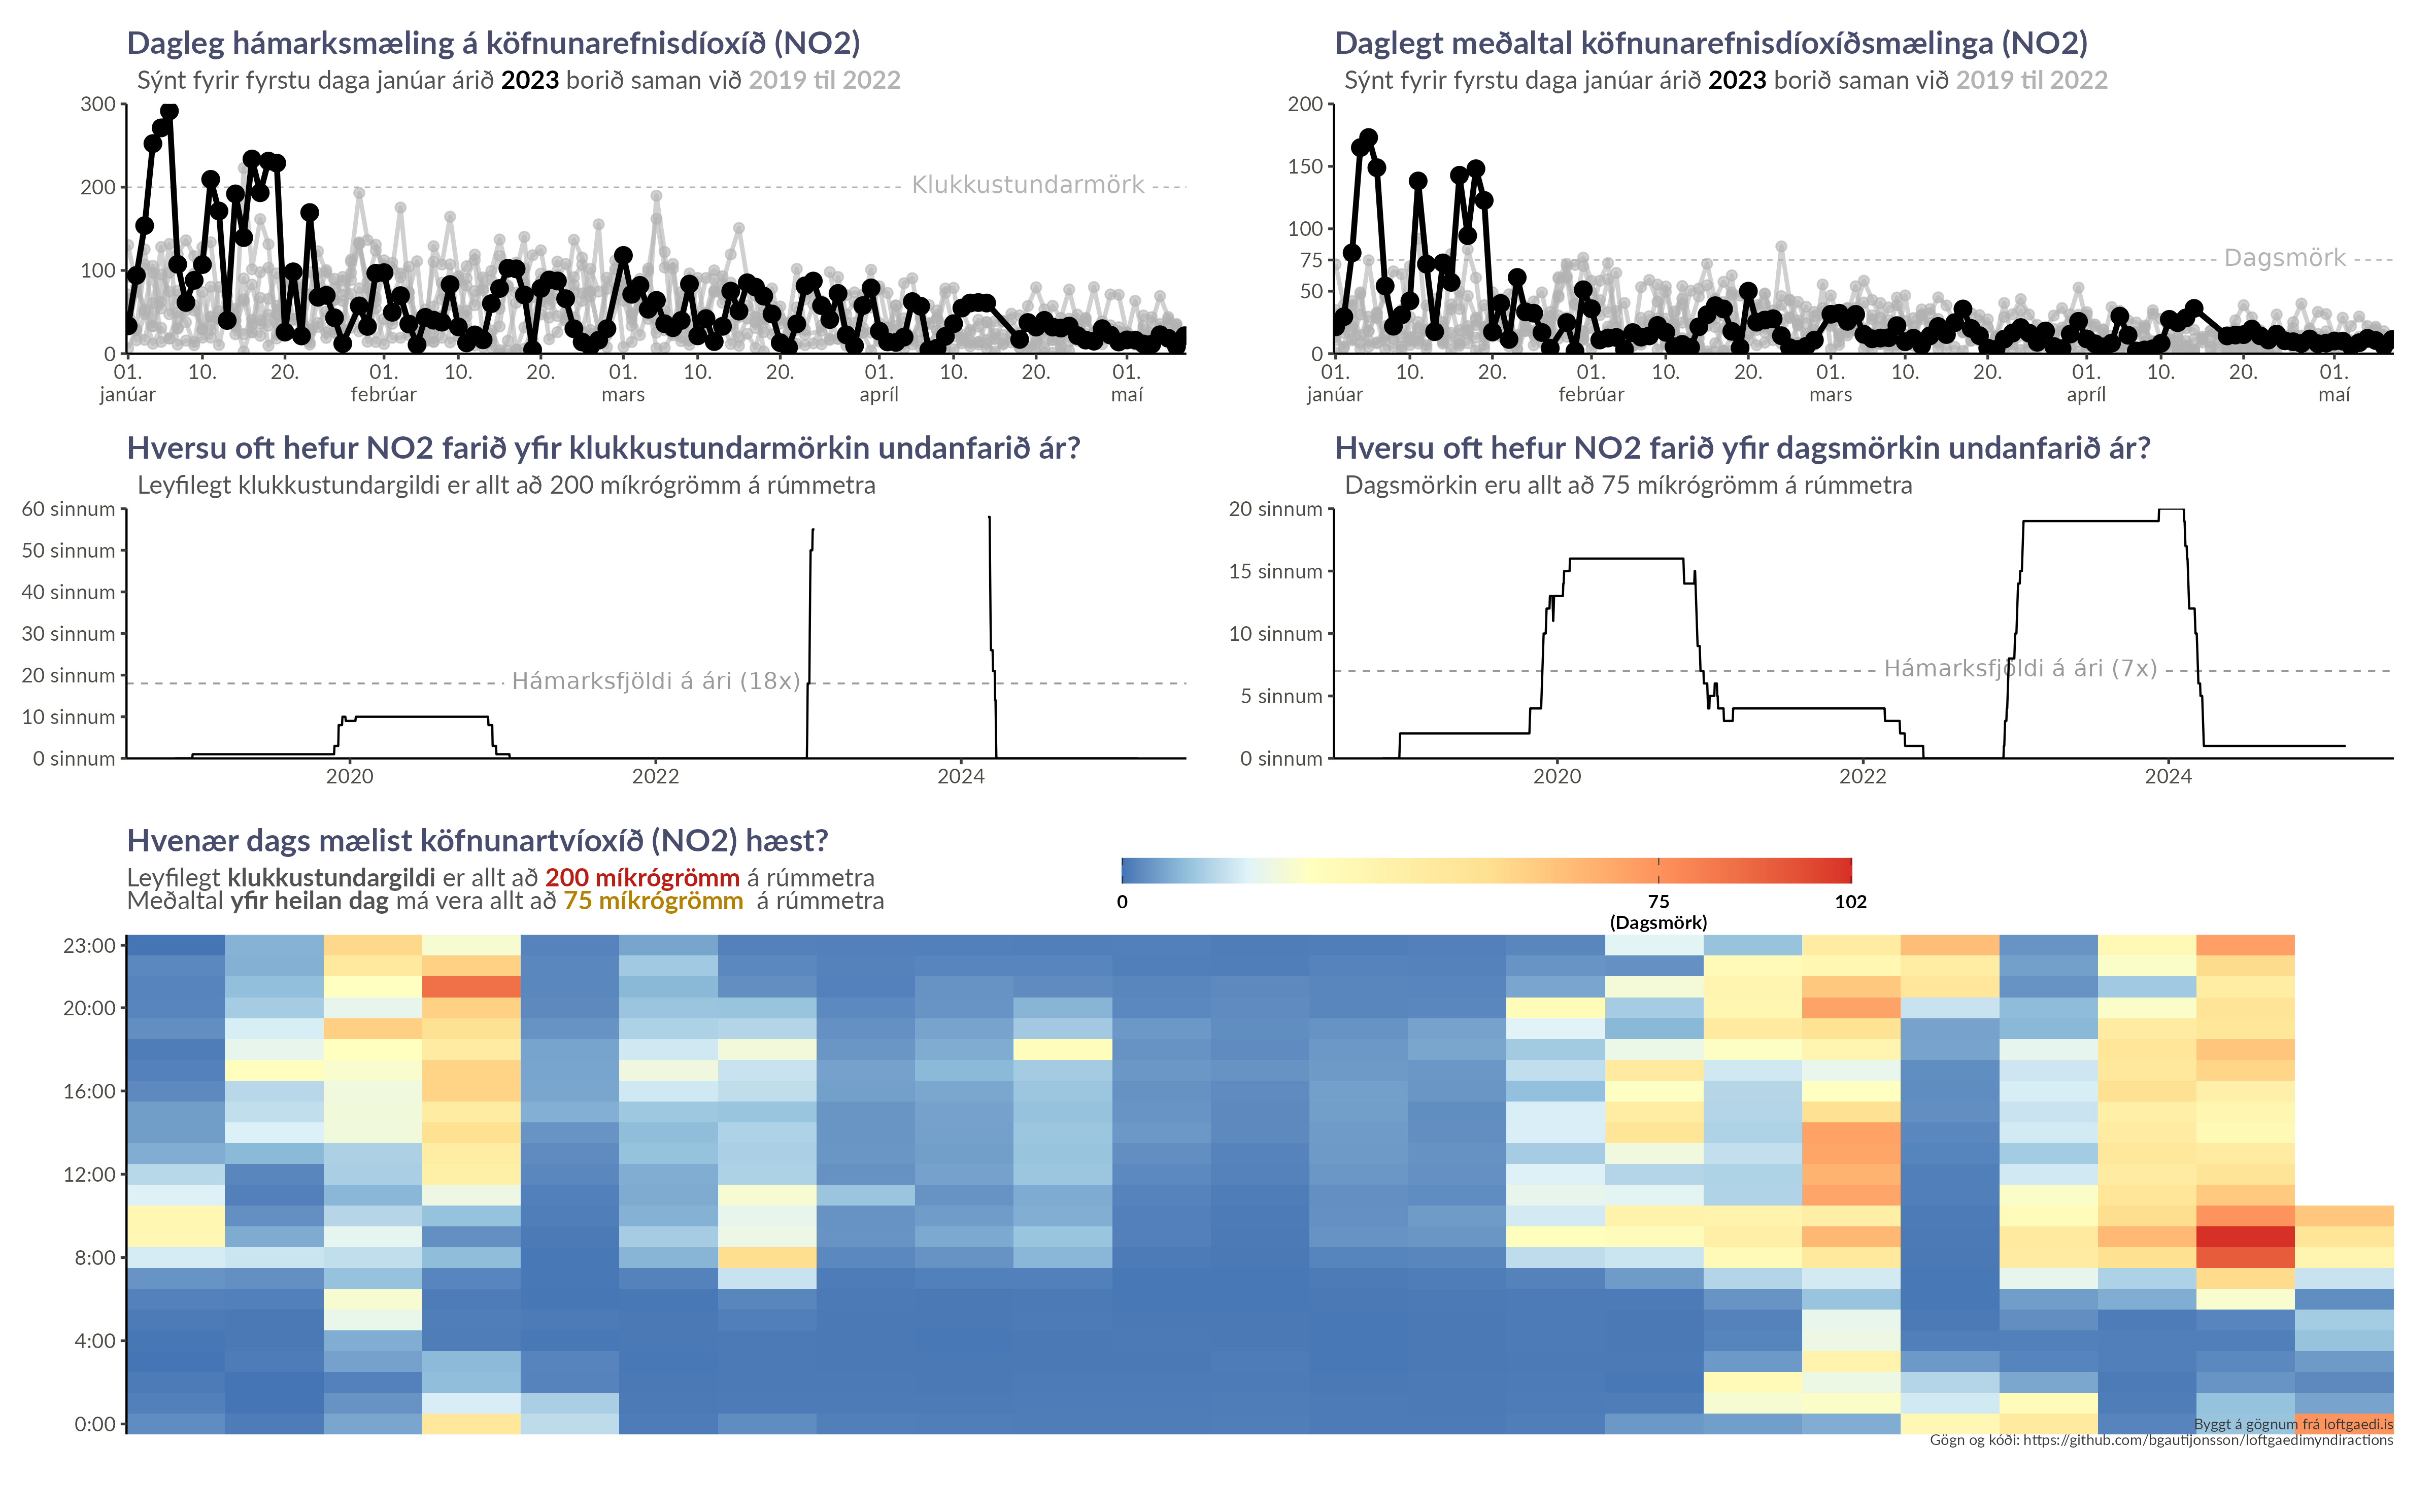 Dagleg hámarksmæling á köfnunarefnisdíoxíð (NO2)
Sýnt fyrir fyrstu daga janúar árið 2023 borið saman við 2019 til 2022
300
200
100
0
Klukkustundarmörk
01. 10. 20. 01. 10. 20. 01. 10. 20. 01. 10. 20. 01.
janúar febrúar mars apríl maí
Daglegt meðaltal köfnunarefnisdíoxíðsmælinga (NO2)
Sýnt fyrir fyrstu daga janúar árið 2023 borið saman við 2019 til 2022
200
150
100
75
50
0
Dagsmörk
01. 10. 20. 01. 10. 20. 01. 10. 20. 01. 10. 20. 01.
janúar febrúar mars apríl maí
Hversu oft hefur NO2 farið yfir klukkustundarmörkin undanfarið ár?
Leyfilegt klukkustundargildi er allt að 200 míkrógrömm á rúmmetra
60 sinnum
50 sinnum
40 sinnum
30 sinnum
20 sinnum
10 sinnum
0 sinnum
Hámarksfjöldi á ári (18x)
2020 2022 2024
Hversu oft hefur NO2 farið yfir dagsmörkin undanfarið ár?
Dagsmörkin eru allt að 75 míkrógrömm á rúmmetra
20 sinnum
15 sinnum
10 sinnum
5 sinnum
0 sinnum
Hámarksfjöldi á ári (7x)
2020 2022 2024
Hvenær dags mælist köfnunartvíoxíð (NO2) hæst?
Leyfilegt klukkustundargildi er allt að 200 míkrógrömm á rúmmetra
Meðaltal yfir heilan dag má vera allt að 75 míkrógrömm á rúmmetra
0 75 102
(Dagsmörk)
23:00
20:00
16:00
12:00
8:00
4:00
0:00
Byggt á gögnum frá loftgaedi.is
Gögn og kóði: https://github.com/bgautijonsson/loftgaedimyndiractions